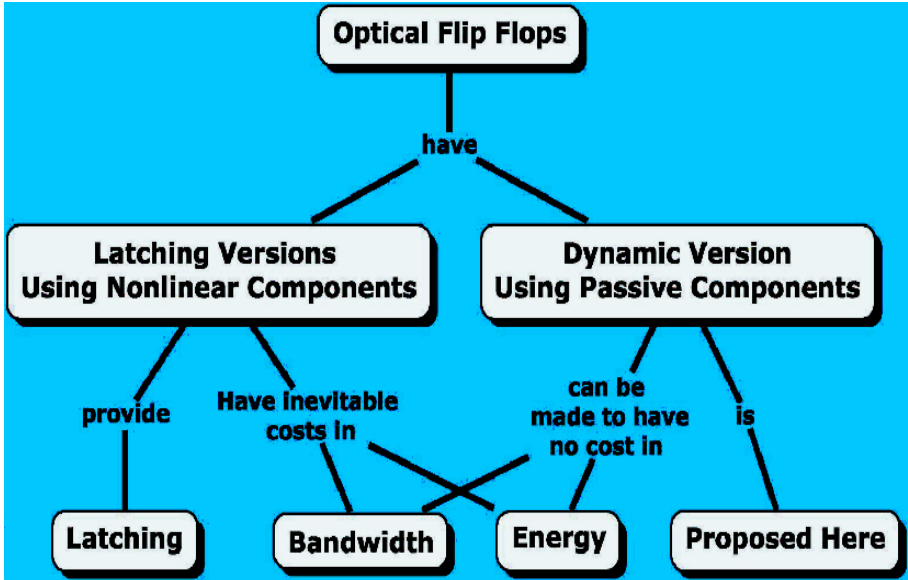 Optical Flip Flops
have
Latching Versions
Using Nonlinear Components
Dynamic Version
Using Passive Components
provide
Have inevitable
costs in
can be
made to have
no cost in
is
Latching
Bandwidth
Energy
Proposed Here